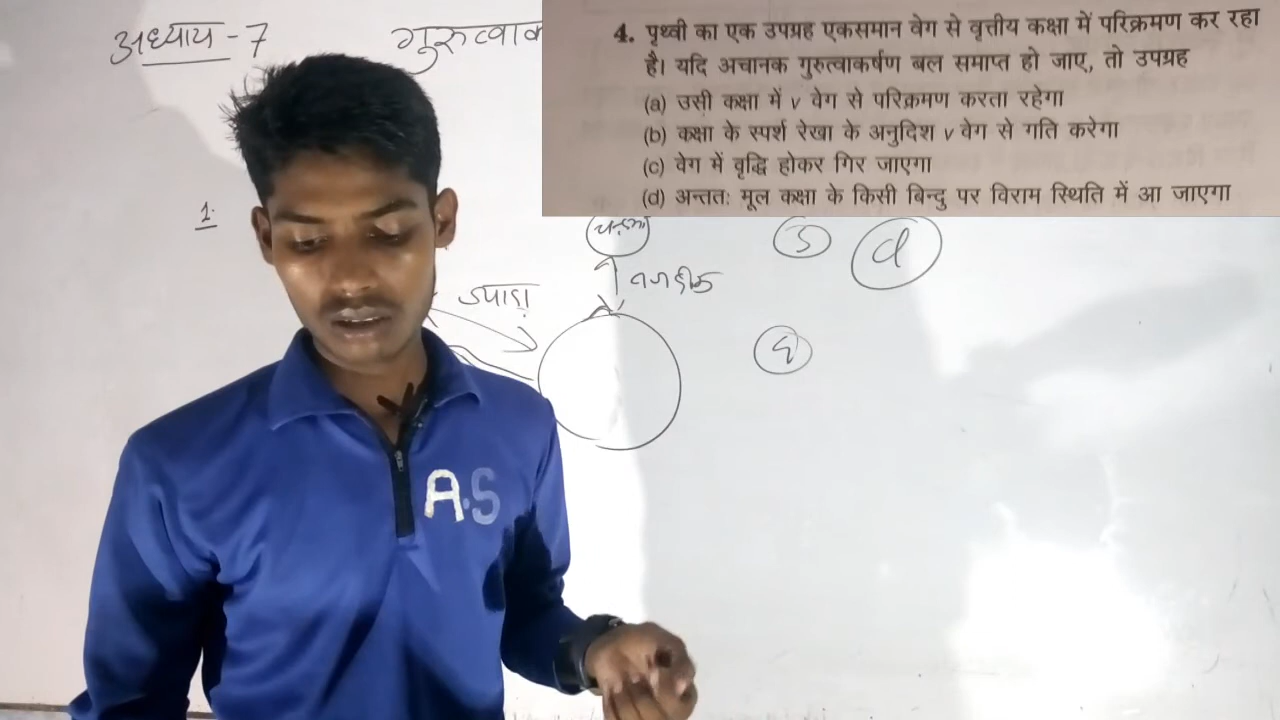 अध्याय - 7
गुरुत्वाक
4. पृथ्वी का एक उपग्रह एकसमान वेग से वृत्तीय कक्षा में परिक्रमण कर रहा
है। यदि अचानक गुरुत्वाकर्षण बल समाप्त हो जाए, तो उपग्रह
(a) उसी कक्षा में v वेग से परिक्रमण करता रहेगा
(b) कक्षा के स्पर्श रेखा के अनुदिश v वेग से गति करेगा
(c) वेग में वृद्धि होकर गिर जाएगा
(d) अन्ततः मूल कक्षा के किसी बिन्दु पर विराम स्थिति में आ जाएगा
1.
चन्द्रमा
d
नजदीक
ज्यादा
A.S